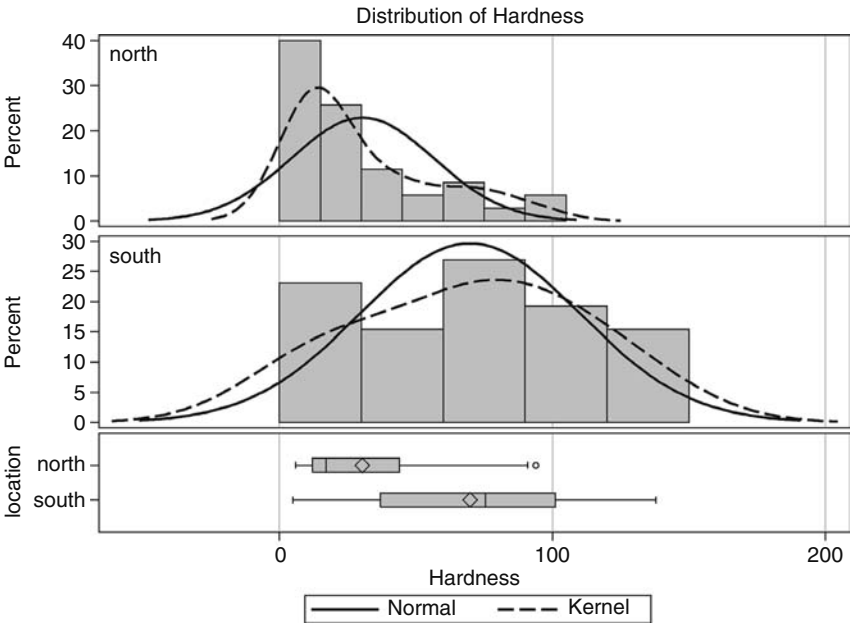 Distribution of Hardness
north
Percent
40
30
20
10
0
south
Percent
30
25
20
15
10
5
0
location
north
south
0 100 200
Hardness
Normal Kernel